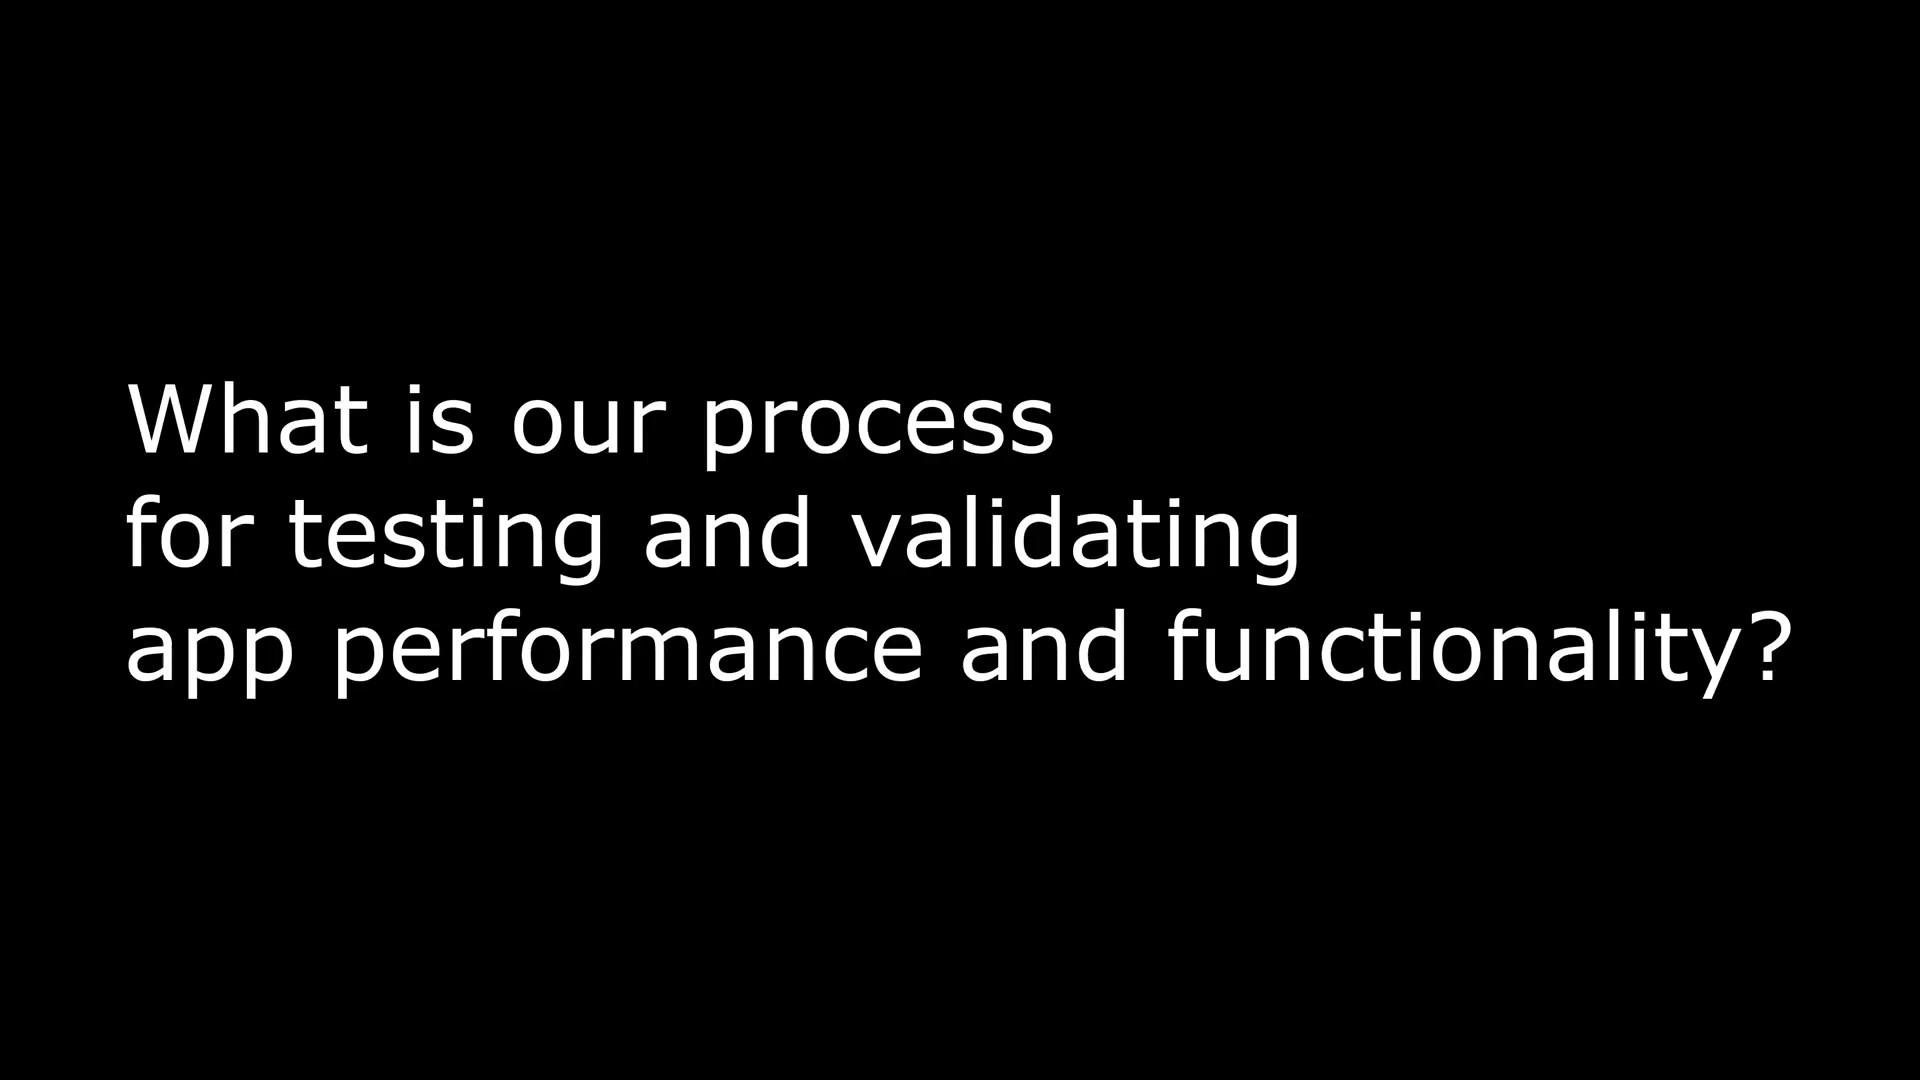 What is our process
for testing and validating
app performance and functionality?